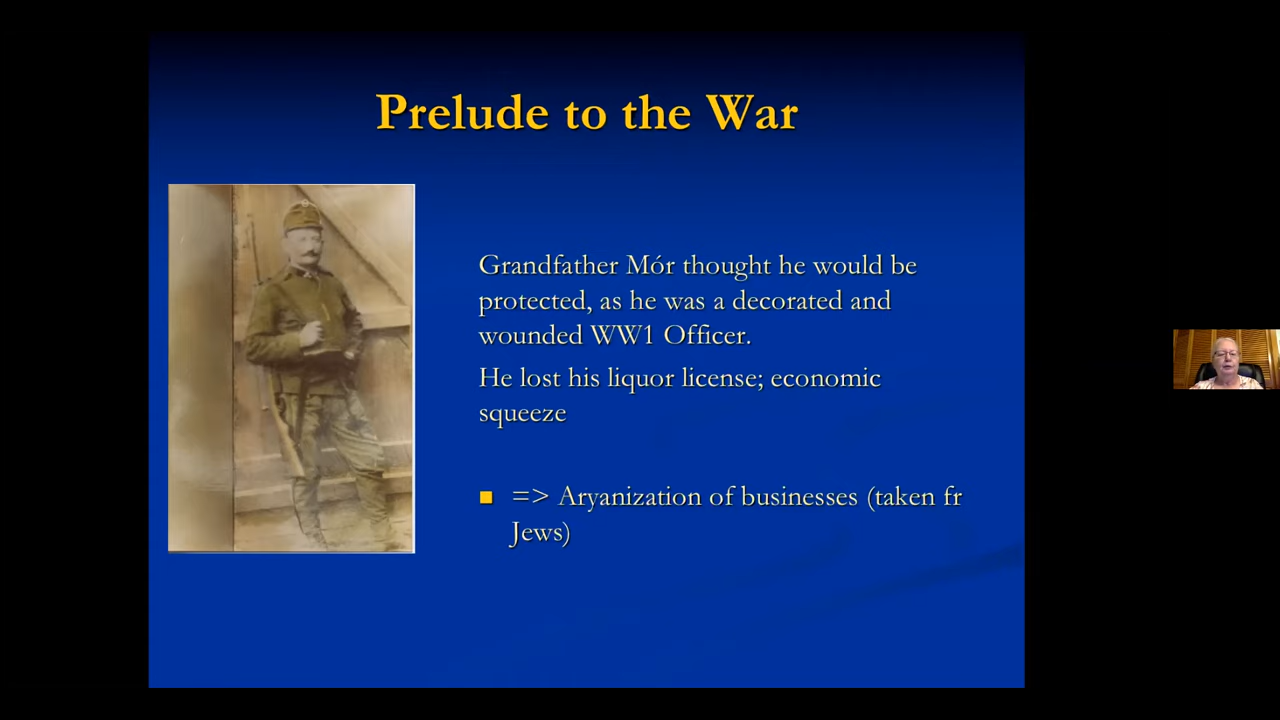 Prelude to the War
Grandfather Mór thought he would be
protected, as he was a decorated and
wounded WW1 Officer.
He lost his liquor license; economic
squeeze
=> Aryanization of businesses (taken fr
Jews)